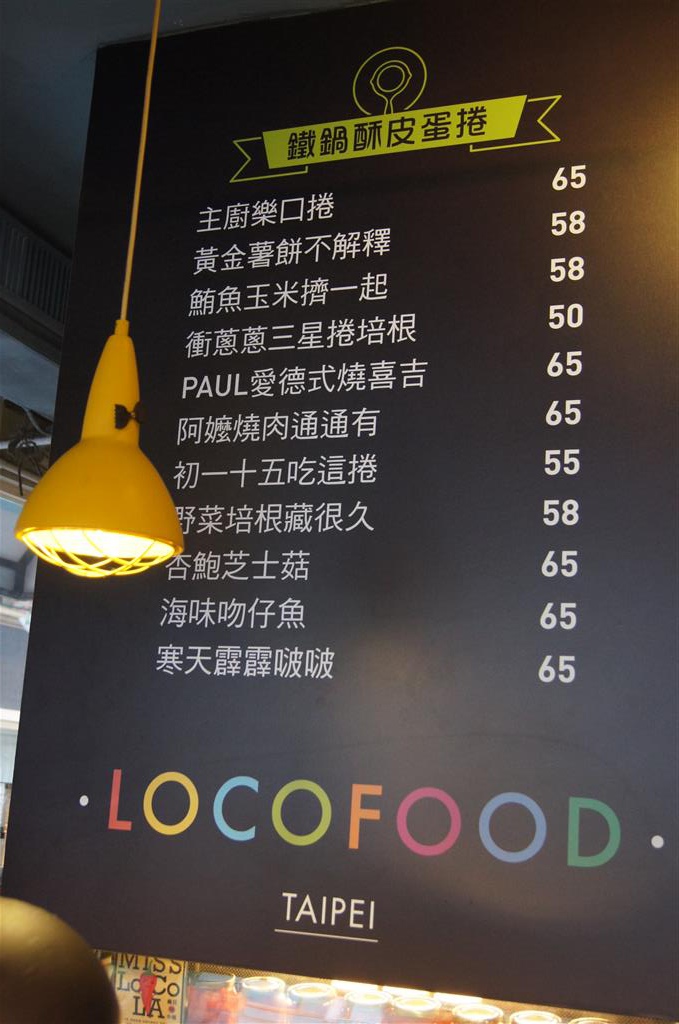 鐵鍋酥皮蛋捲
主廚樂口捲 65
黃金薯餅不解釋 58
鮪魚玉米擠一起 58
衝蔥蔥三星捲培根 50
PAUL愛德式燒喜吉 65
阿嬤燒肉通通有 65
初一十五吃這捲 55
野菜培根藏很久 58
杏鮑芝士菇 65
海味吻仔魚 65
寒天霹霹啵啵 65
·LOCOFOOD·
TAIPEI
MISS
LoCo
LA